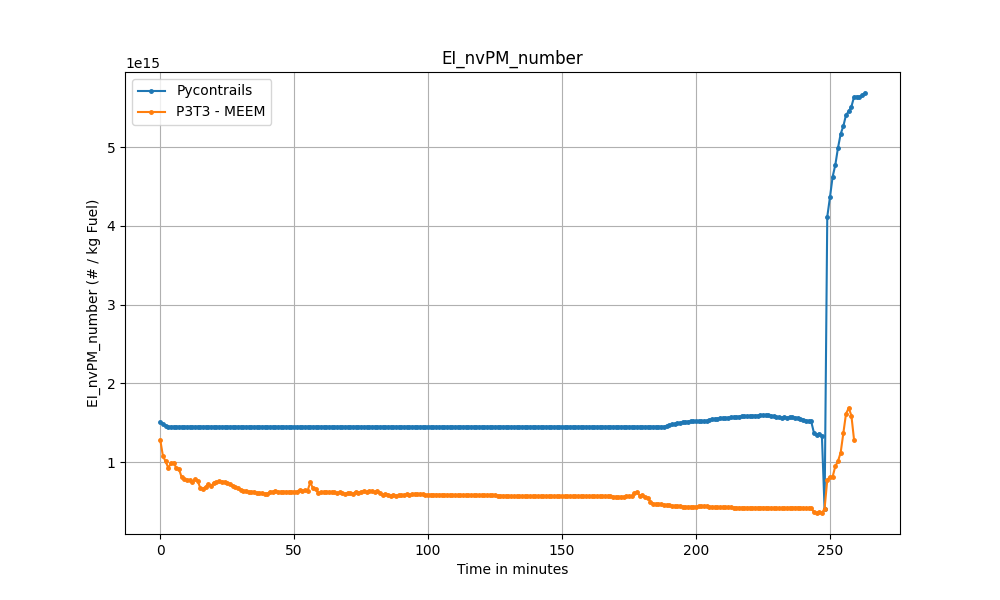 EI_nvPM_number
1e15
Pycontrails
P3T3 - MEEM
EI_nvPM_number (# / kg Fuel)
5
4
3
2
1
0 50 100 150 200 250
Time in minutes